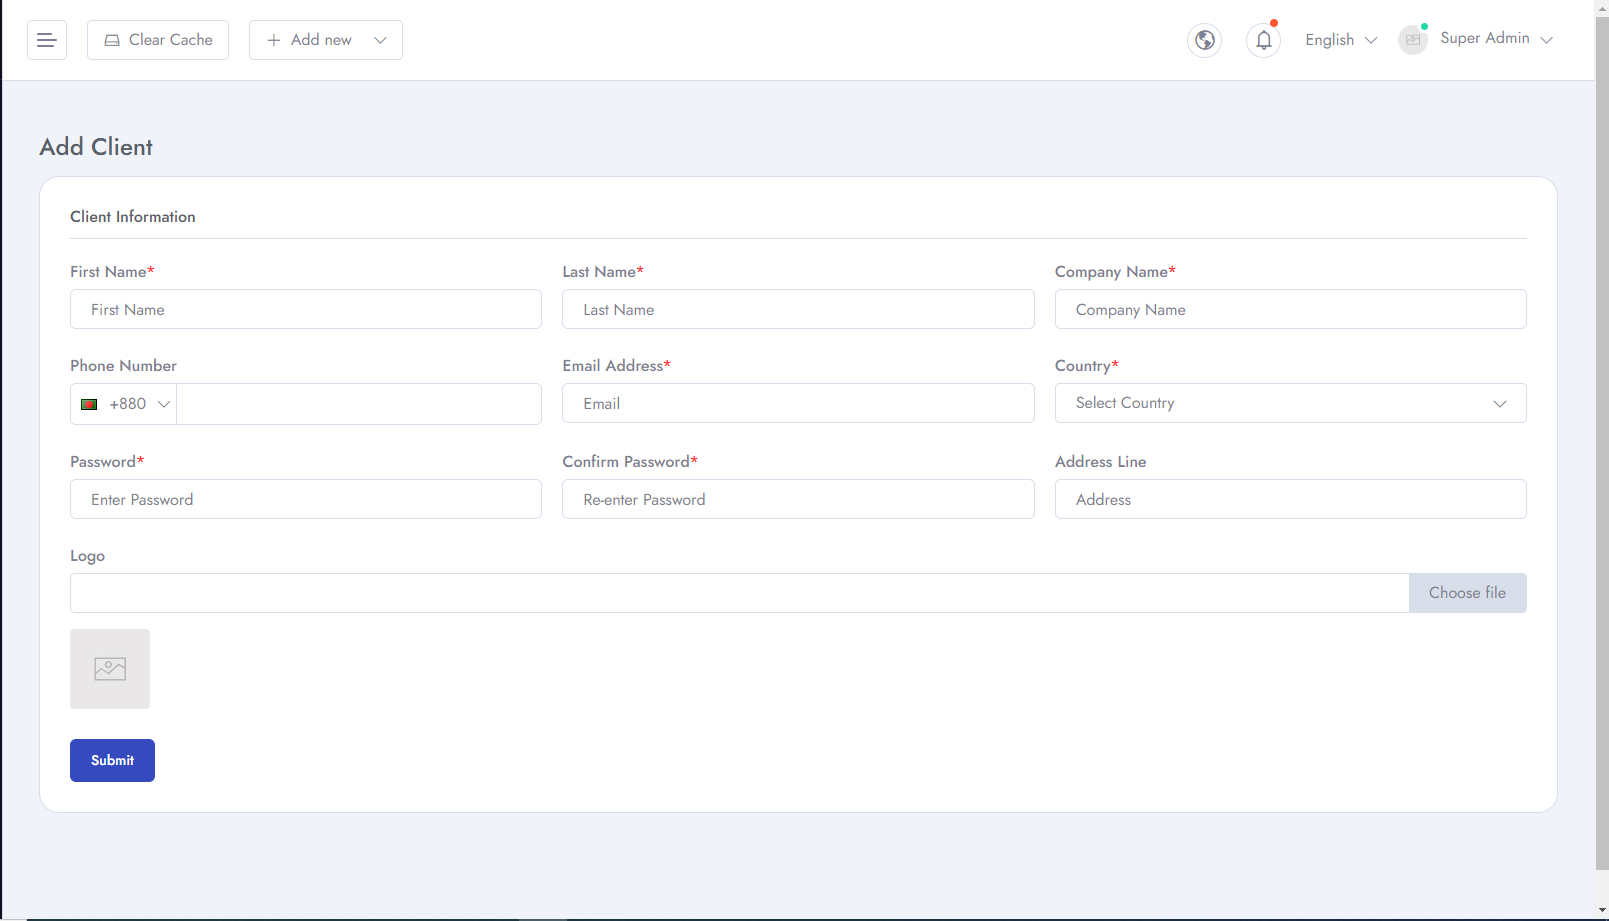 Clear Cache
Add new
English
Super Admin
Add Client
Client Information
First Name* Last Name* Company Name*
First Name Last Name Company Name
Phone Number Email Address* Country*
+880 Email Select Country
Password* Confirm Password* Address Line
Enter Password Re-enter Password Address
Logo
Choose file
Submit